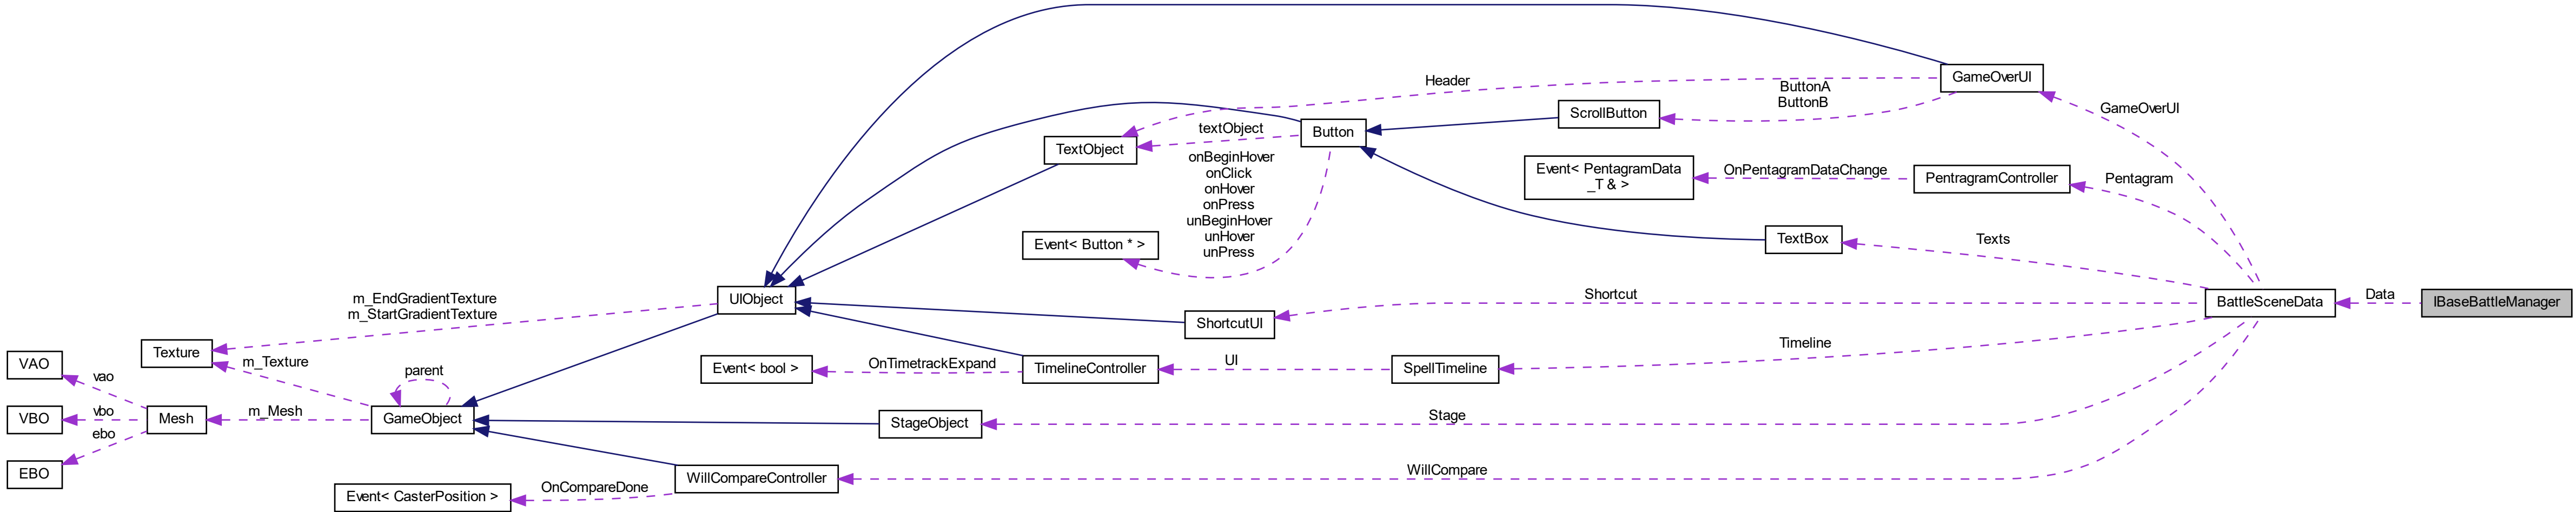 GameOverUI
Header
ButtonA
ButtonB
GameOverUI
ScrollButton
textObject
Button
TextObject
onBeginHover
onClick
onHover
onPress
unBeginHover
unHover
unPress
Event< PentagramData
_T & >
OnPentagramDataChange
PentragramController
Pentagram
Event< Button * >
TextBox
Texts
m_EndGradientTexture
m_StartGradientTexture
UIObject
Shortcut
BattleSceneData
Data
IBaseBattleManager
ShortcutUI
Texture
VAO
vao
m_Texture
parent
Event< bool >
OnTimetrackExpand
TimelineController
UI
SpellTimeline
Timeline
VBO
vbo
Mesh
m_Mesh
GameObject
StageObject
Stage
ebo
EBO
WillCompareController
WillCompare
Event< CasterPosition >
OnCompareDone